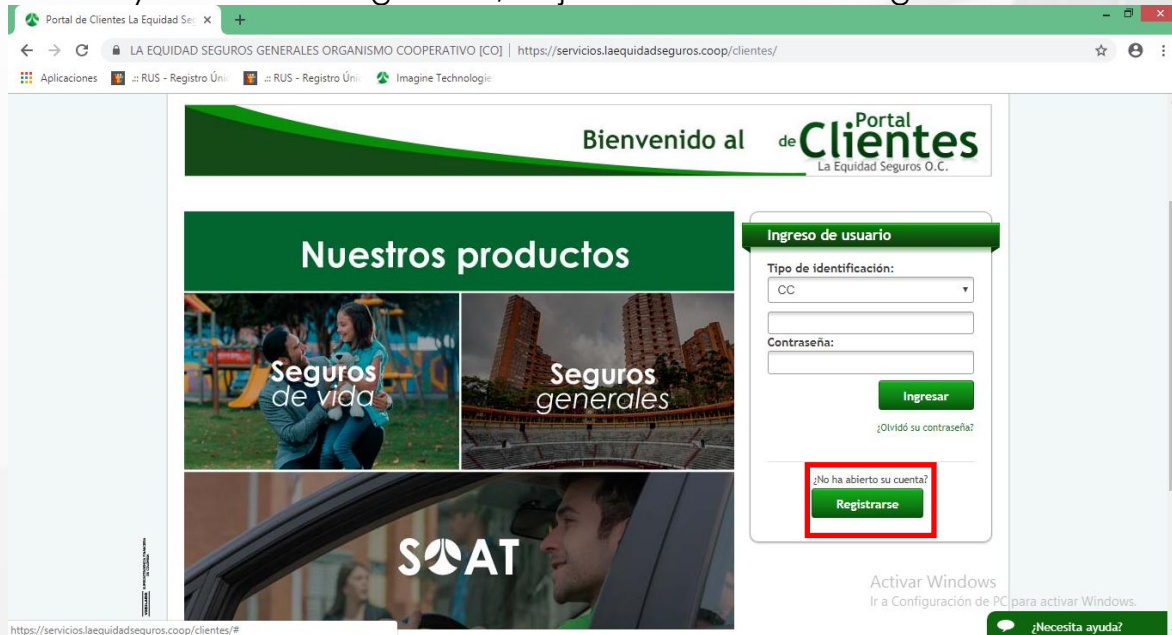 Portal de Clientes La Equidad Seg
LA EQUIDAD SEGUROS GENERALES ORGANISMO COOPERATIVO [CO] | https://servicios.laequidadseguros.coop/clientes/
Aplicaciones
.:: RUS - Registro Únic
.:: RUS - Registro Únic
Imagine Technologie
Bienvenido al Portal de Clientes
La Equidad Seguros O.C.
Nuestros productos
Seguros
de vida
Seguros
generales
SOAT
Ingreso de usuario
Tipo de identificación:
CC
Contraseña:
Ingresar
¿Olvidó su contraseña?
¿No ha abierto su cuenta?
Registrarse
Activar Windows
Ir a Configuración de PC para activar Windows.
¿Necesita ayuda?
https://servicios.laequidadseguros.coop/clientes/#